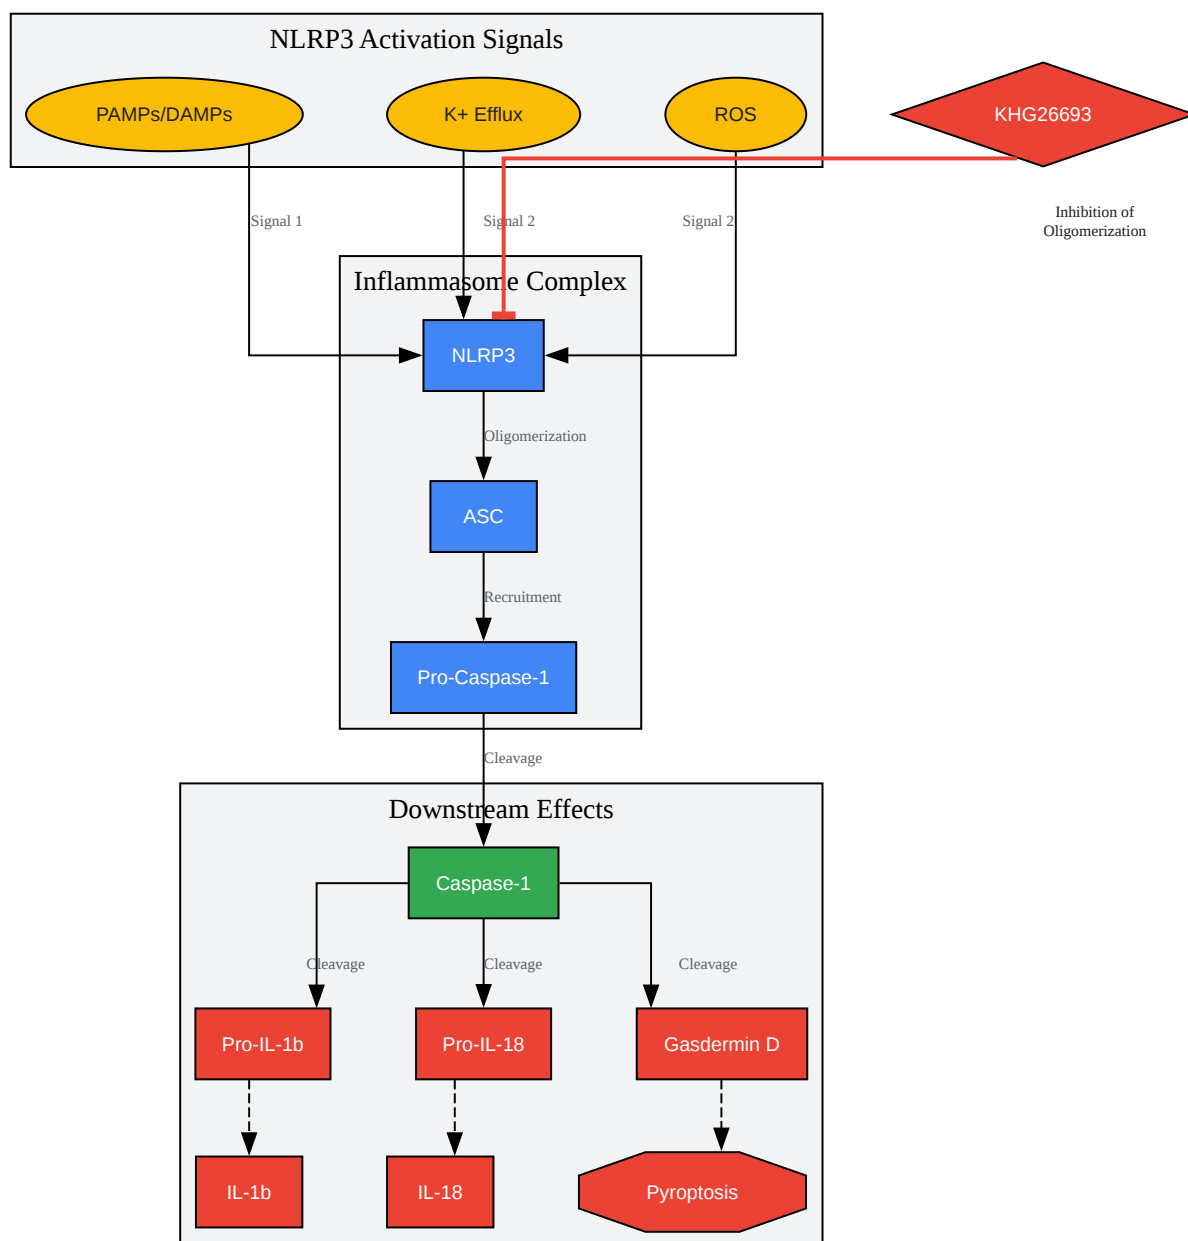 NLRP3 Activation Signals
PAMPs/DAMPs
K+ Efflux
ROS
KHG26693
Signal 1
Signal 2
Signal 2
Inhibition of
Oligomerization
Inflammasome Complex
NLRP3
Oligomerization
ASC
Recruitment
Pro-Caspase-1
Cleavage
Downstream Effects
Caspase-1
Cleavage
Cleavage
Cleavage
Pro-IL-1b
Pro-IL-18
Gasdermin D
IL-1b
IL-18
Pyroptosis